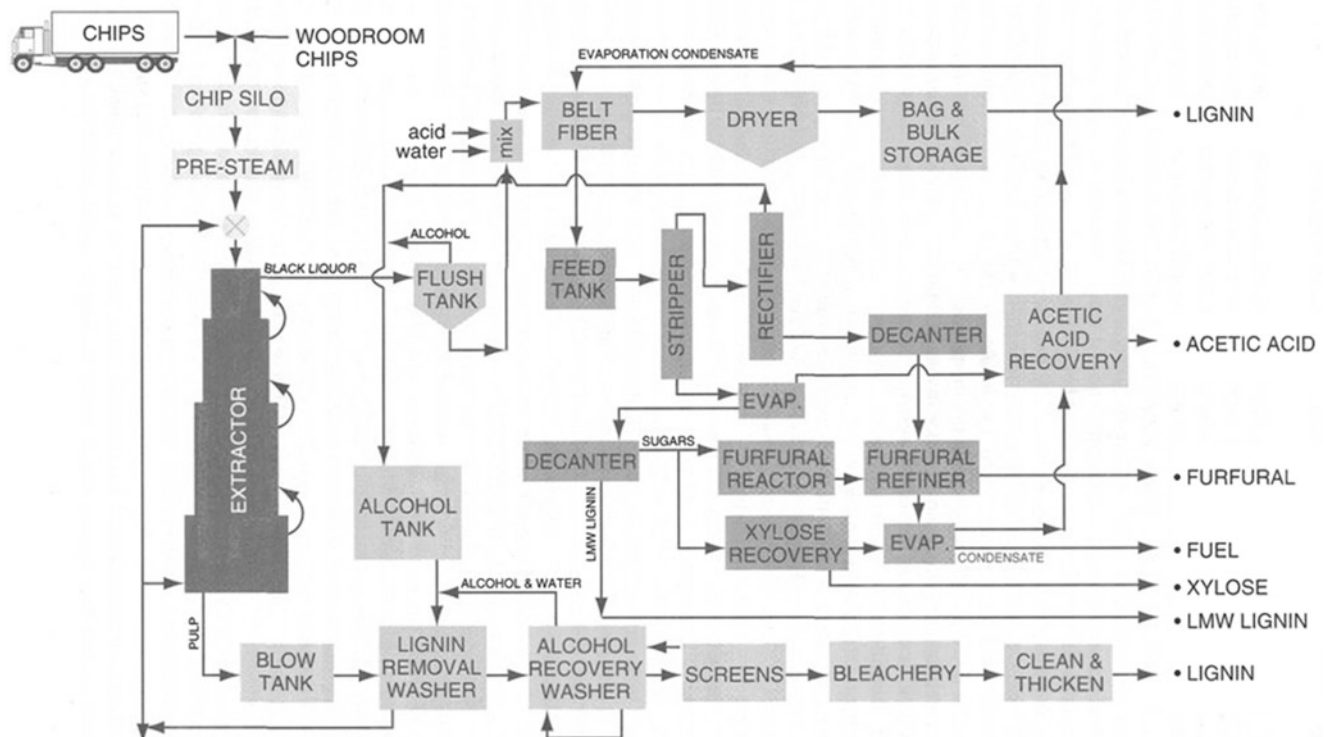 CHIPS
WOODROOM
CHIPS
CHIP SILO
PRE-STEAM
EXTRACTOR
BLACK LIQUOR
PULP
acid
water
mix
EVAPORATION CONDENSATE
BELT
FIBER
DRYER
BAG &
BULK
STORAGE
• LIGNIN
ALCOHOL
FLUSH
TANK
FEED
TANK
STRIPPER
RECTIFIER
DECANTER
ACETIC
ACID
RECOVERY
• ACETIC ACID
EVAP.
DECANTER
SUGARS
FURFURAL
REACTOR
FURFURAL
REFINER
• FURFURAL
ALCOHOL
TANK
LMW LIGNIN
XYLOSE
RECOVERY
EVAP.
CONDENSATE
• FUEL
• XYLOSE
ALCOHOL & WATER
• LMW LIGNIN
BLOW
TANK
LIGNIN
REMOVAL
WASHER
ALCOHOL
RECOVERY
WASHER
SCREENS
BLEACHERY
CLEAN &
THICKEN
• LIGNIN